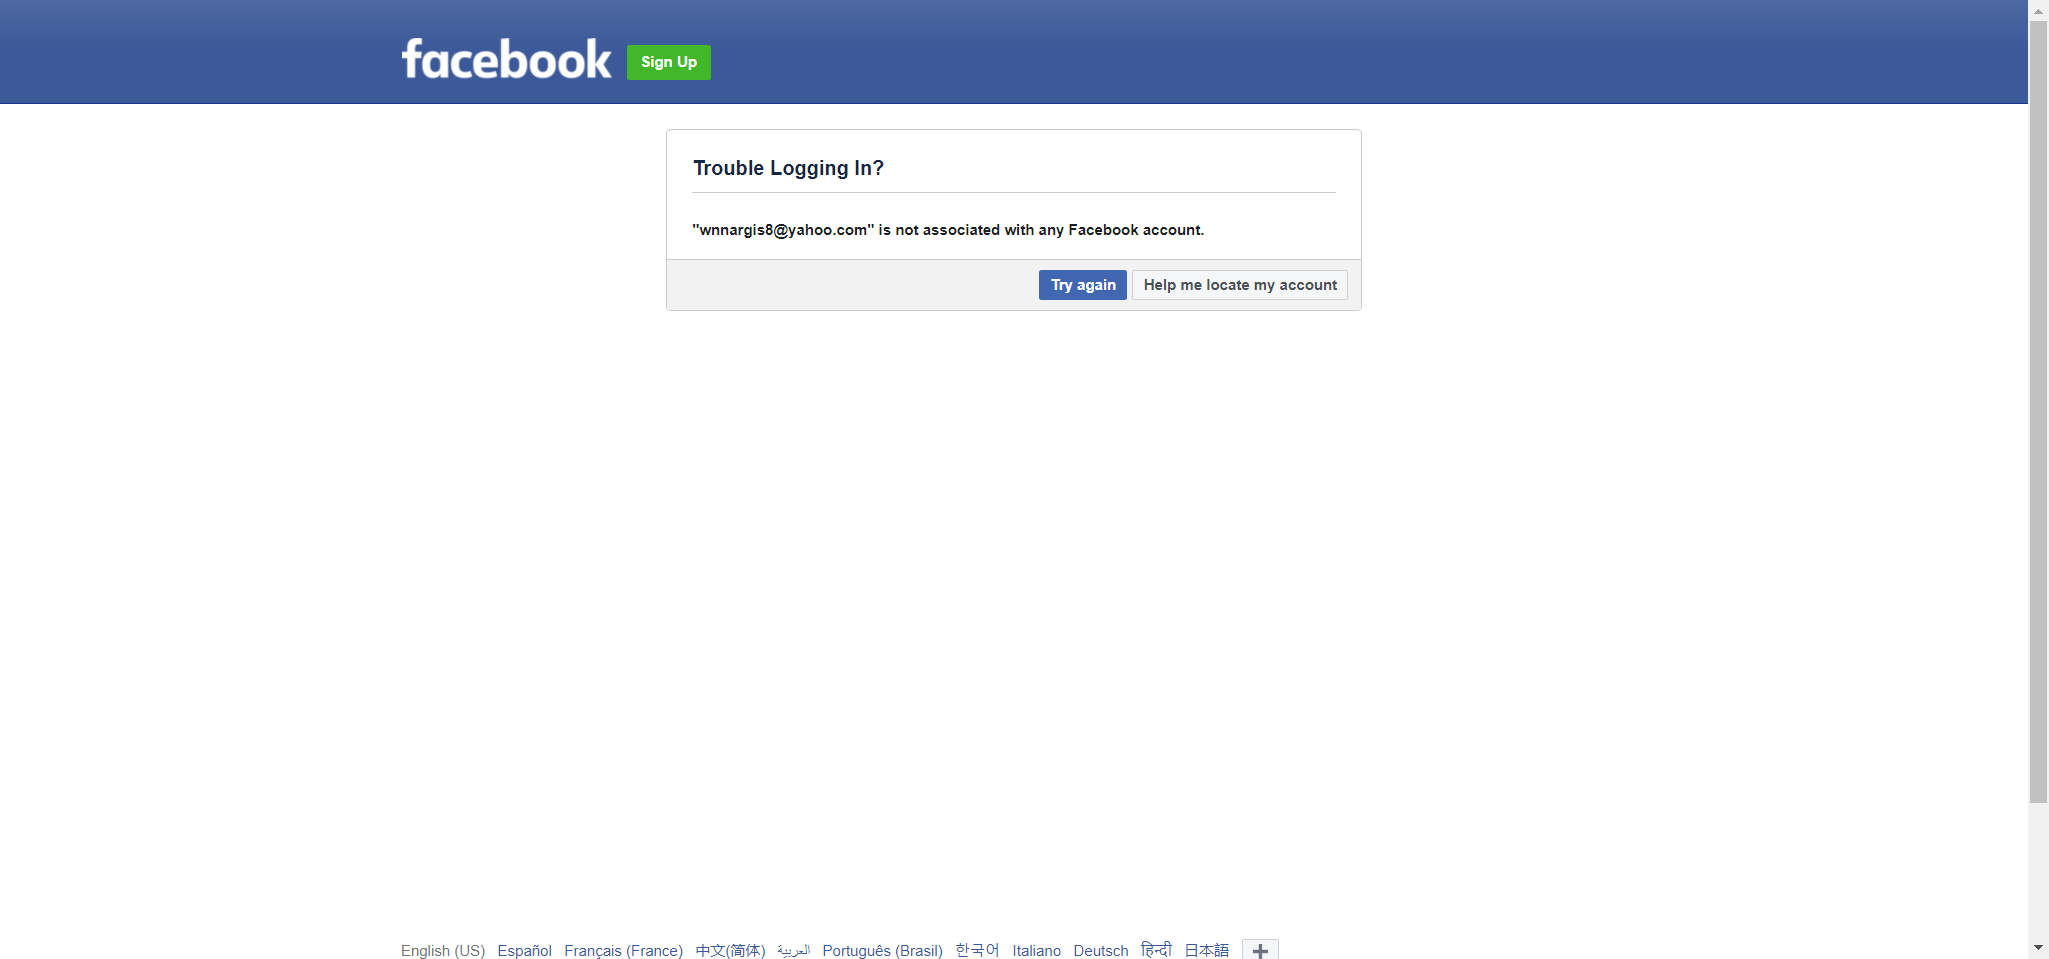 facebook Sign Up
Trouble Logging In?
"wnnargis8@yahoo.com" is not associated with any Facebook account.
Try again Help me locate my account
English (US) Español Français (France) 中文(简体) العربية Português (Brasil) 한국어 Italiano Deutsch हिन्दी 日本語